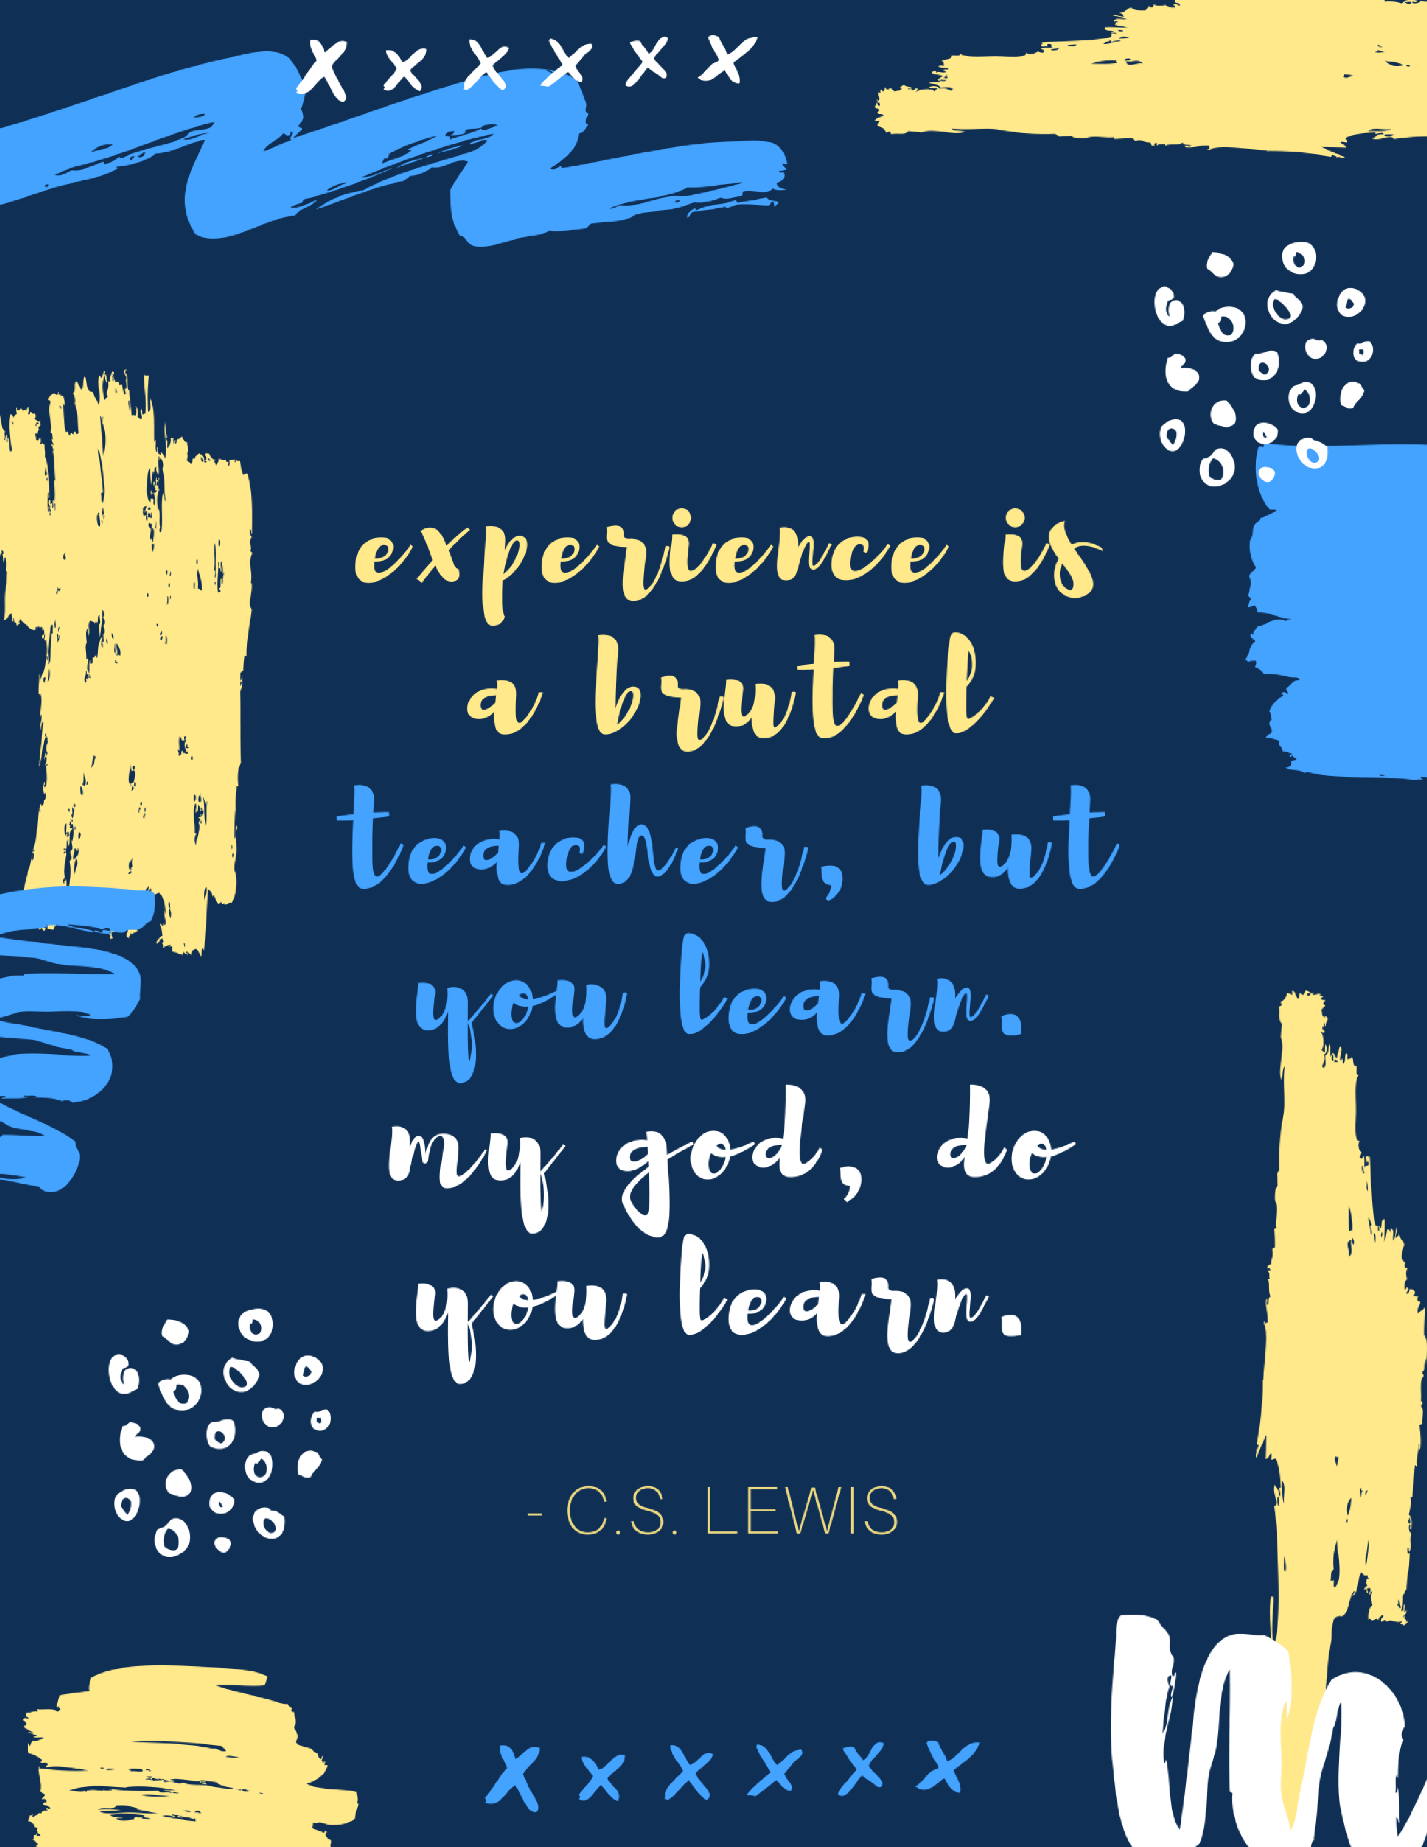 experience is
a brutal
teacher, but
you learn.
my god, do
you learn.
- C.S. LEWIS